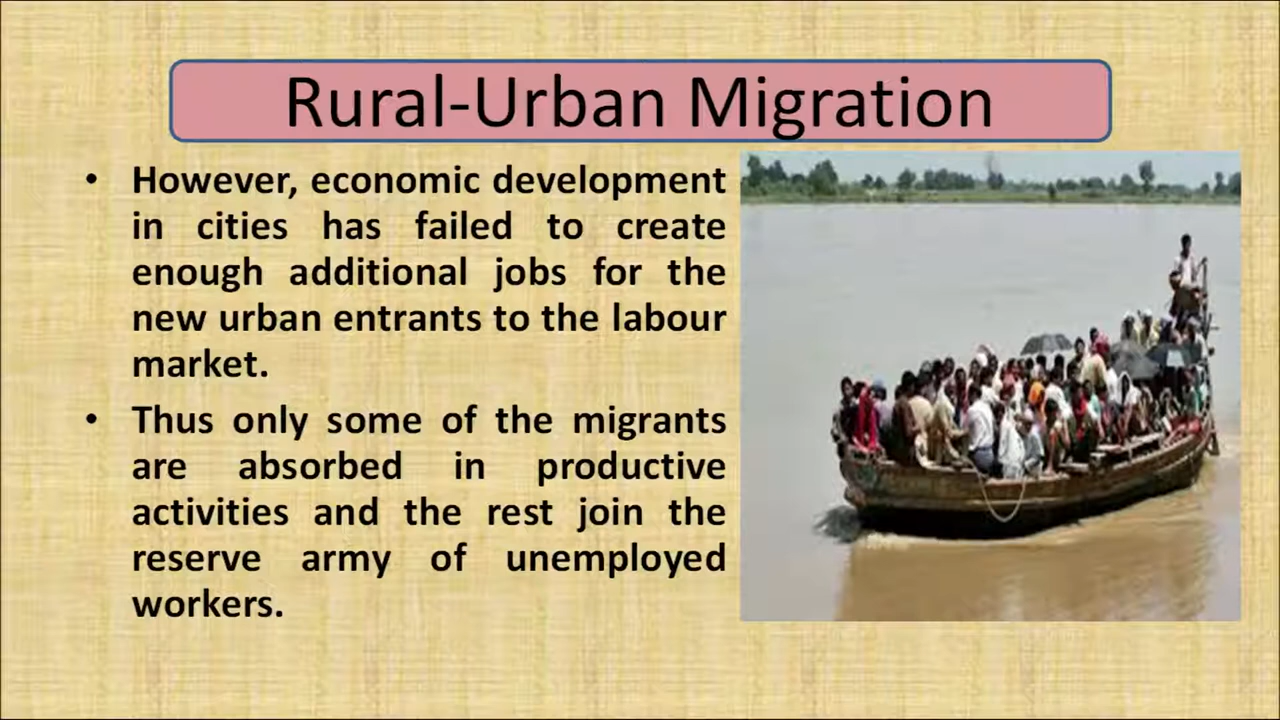 Rural-Urban Migration
• However, economic development
in cities has failed to create
enough additional jobs for the
new urban entrants to the labour
market.
• Thus only some of the migrants
are absorbed in productive
activities and the rest join the
reserve army of unemployed
workers.